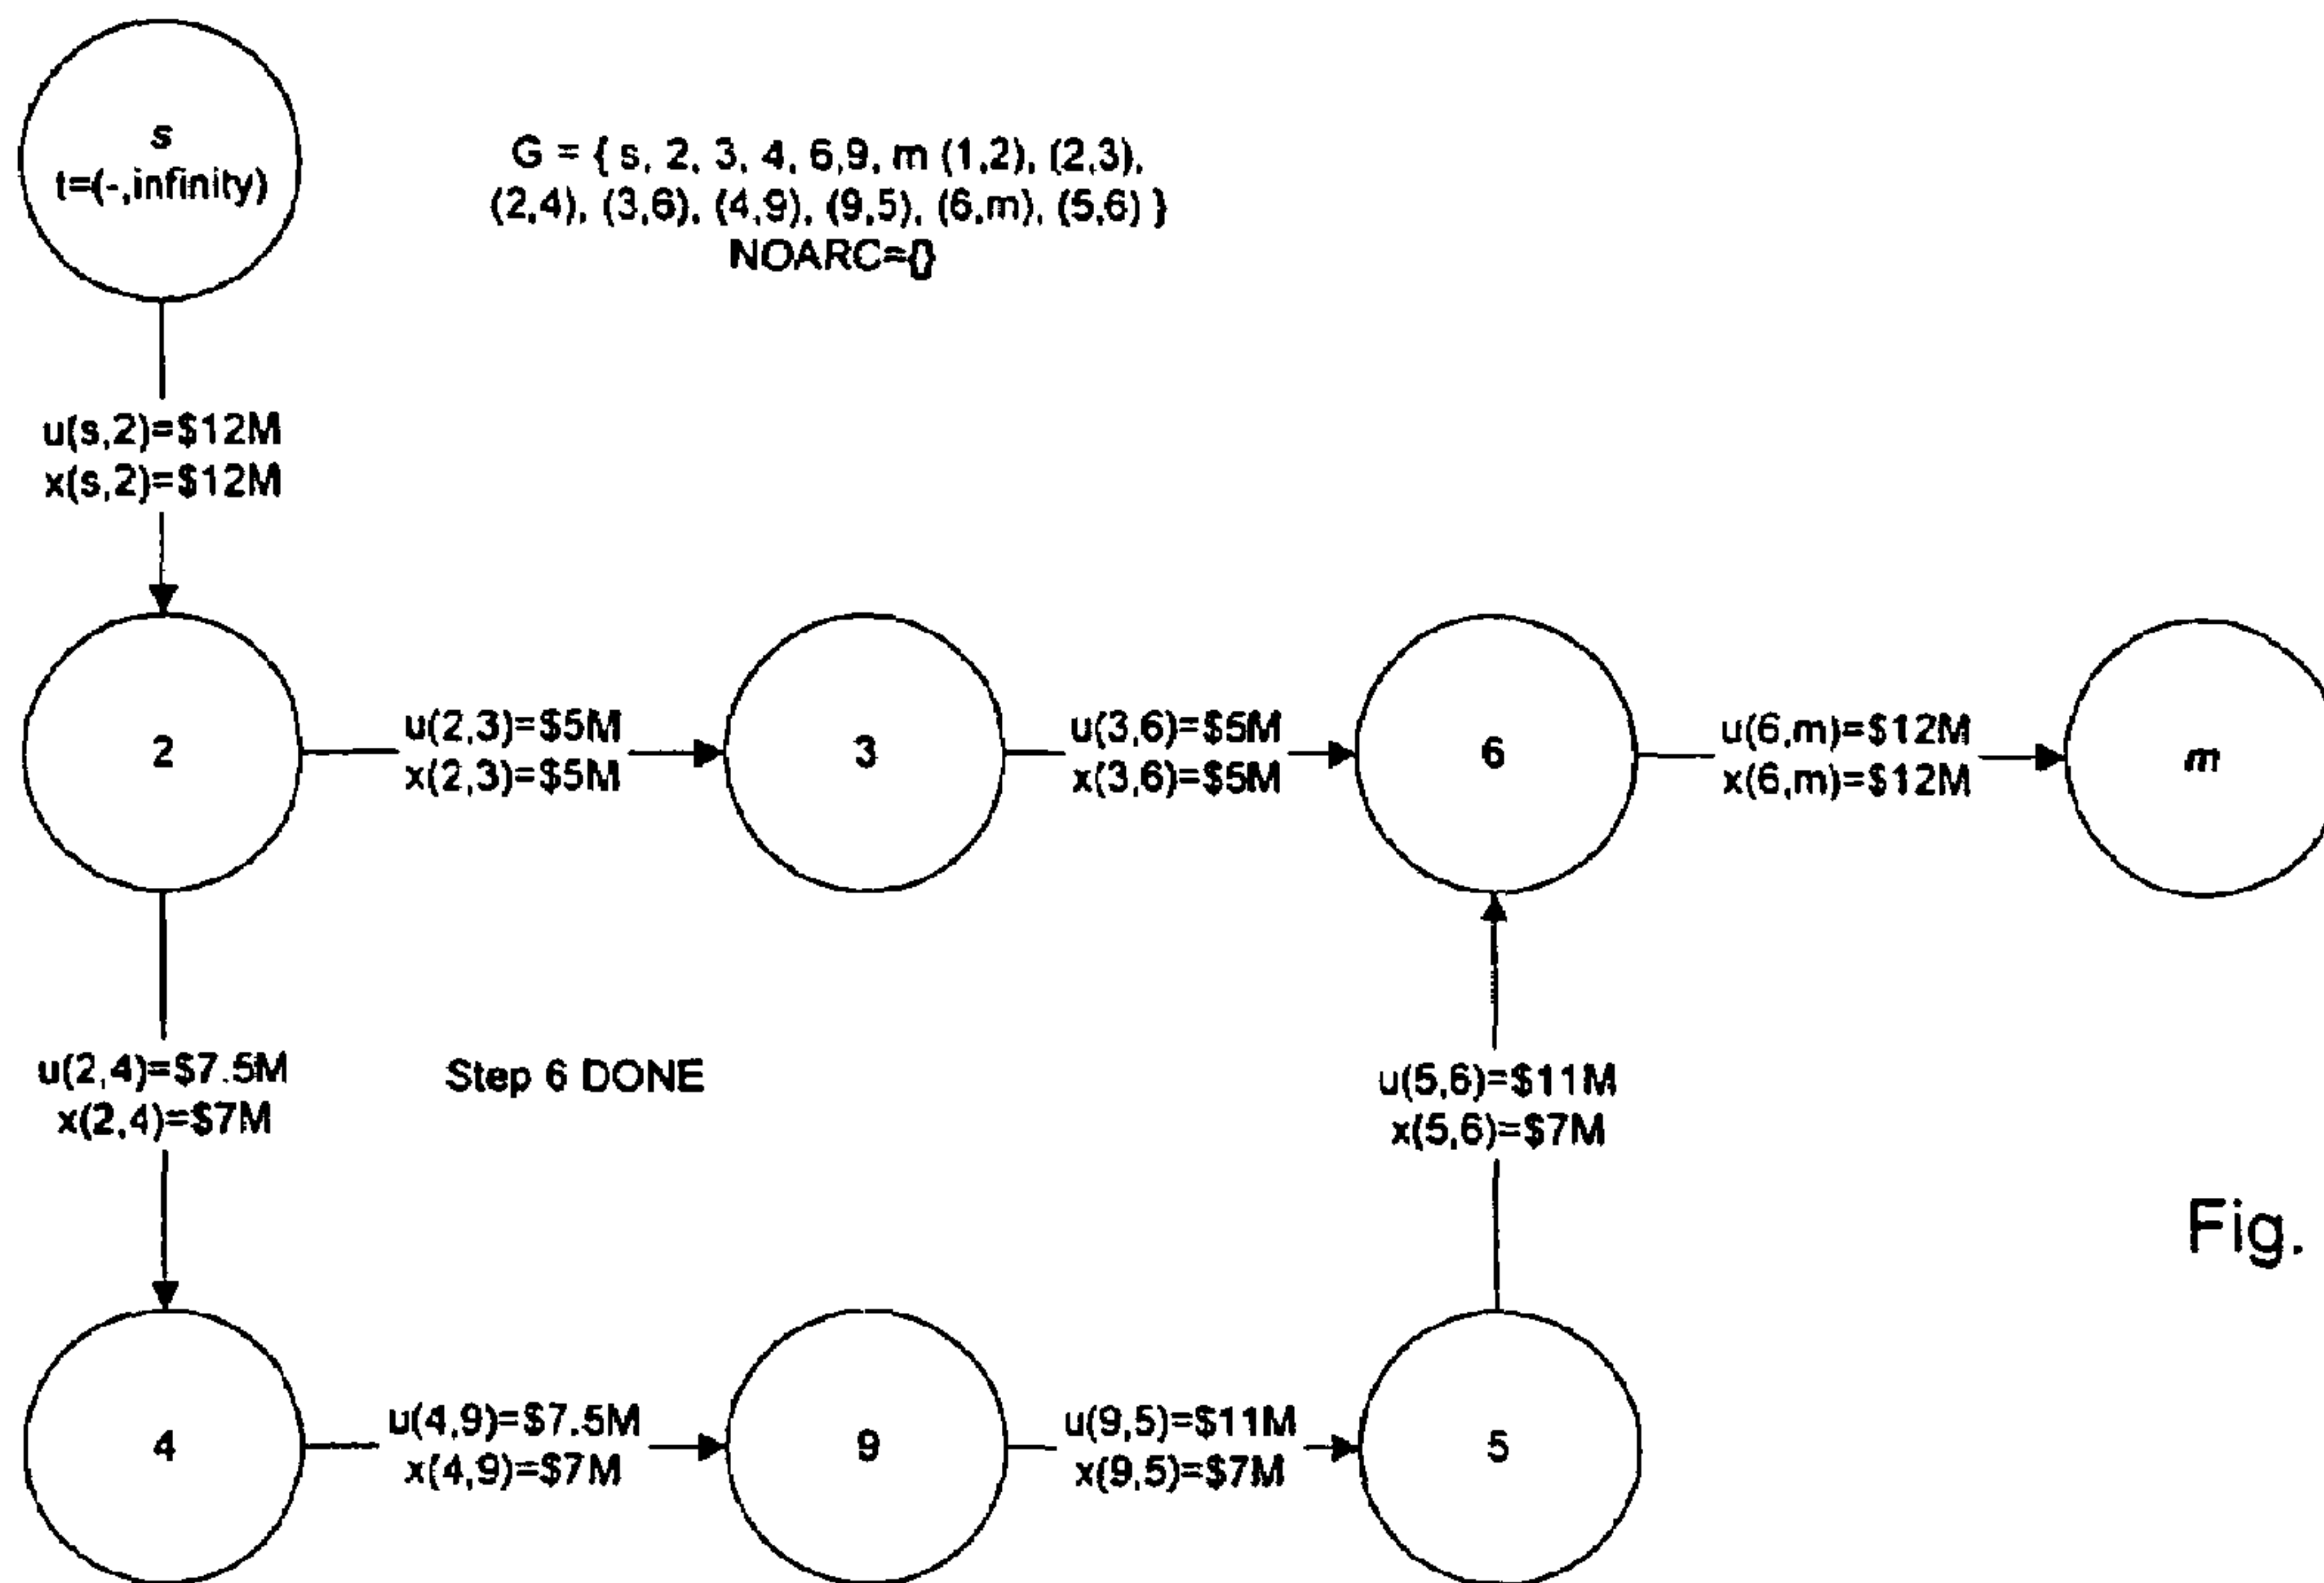 s
t=(-,infinity)
G = { s, 2, 3, 4, 6,9, m (1,2), (2,3),
(2,4), (3,6), (4,9), (9,5), (6,m), (5,6) }
NOARC={}
u(s,2)=$12M
x(s,2)=$12M
2
u(2,3)=$5M
x(2,3)=$5M
3
u(3,6)=$5M
x(3,6)=$5M
6
u(6,m)=$12M
x(6,m)=$12M
m
u(2,4)=$7.5M
x(2,4)=$7M
Step 6 DONE
u(5,6)=$11M
x(5,6)=$7M
Fig.
4
u(4,9)=$7.5M
x(4,9)=$7M
9
u(9,5)=$11M
x(9,5)=$7M
5